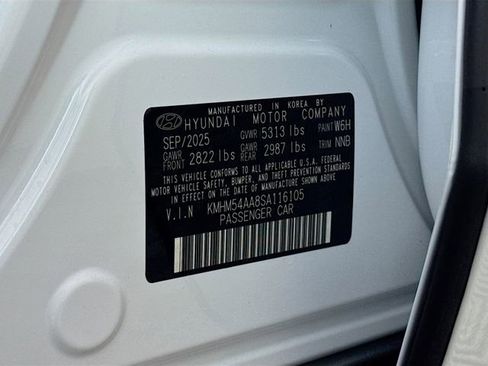 MANUFACTURED IN KOREA BY
HYUNDAI MOTOR COMPANY
SEP/2025 GVWR 5313 lbs PAINT W6H
GAWR FRONT 2822 lbs GAWR REAR 2987 lbs TRIM NNB
THIS VEHICLE CONFORMS TO ALL APPLICABLE U.S.A. FEDERAL
MOTOR VEHICLE SAFETY, BUMPER, AND THEFT PREVENTION
STANDARDS IN EFFECT ON THE DATE OF MANUFACTURE SHOWN ABOVE.
V.I.N KMHM54AA8SA116105
PASSENGER CAR